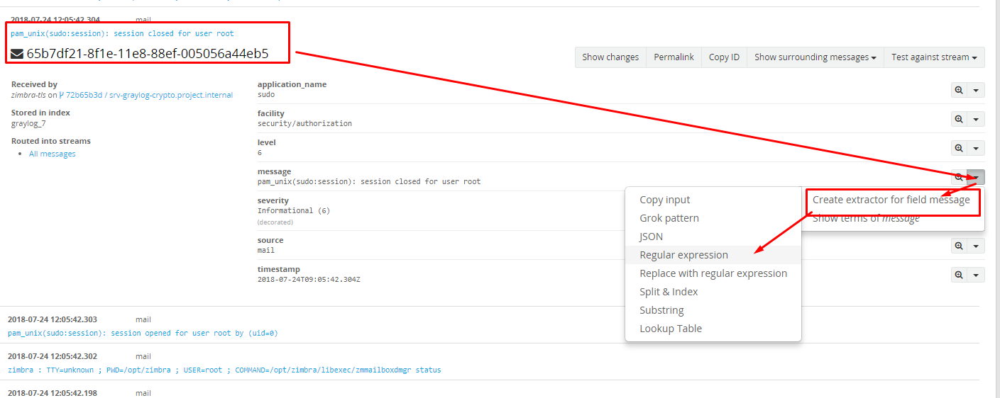 2018-07-24 12:05:42.304 mail
pam_unix(sudo:session): session closed for user root
65b7df21-8f1e-11e8-88ef-005056a44eb5
Show changes Permalink Copy ID Show surrounding messages Test against stream
Received by
zimbra-tls on 72b65b3d / srv-graylog-crypto.project.internal
Stored in index
graylog_7
Routed into streams
All messages
application_name
sudo
facility
security/authorization
level
6
message
pam_unix(sudo:session): session closed for user root
severity
Informational (6)
(decorated)
source
mail
timestamp
2018-07-24T09:05:42.304Z
Create extractor for field message
Show terms of message
Copy input
Grok pattern
JSON
Regular expression
Replace with regular expression
Split & Index
Substring
Lookup Table
2018-07-24 12:05:42.303 mail
pam_unix(sudo:session): session opened for user root by (uid=0)
2018-07-24 12:05:42.302 mail
zimbra : TTY=unknown ; PWD=/opt/zimbra ; USER=root ; COMMAND=/opt/zimbra/libexec/zmmailboxdmgr status
2018-07-24 12:05:42.198 mail